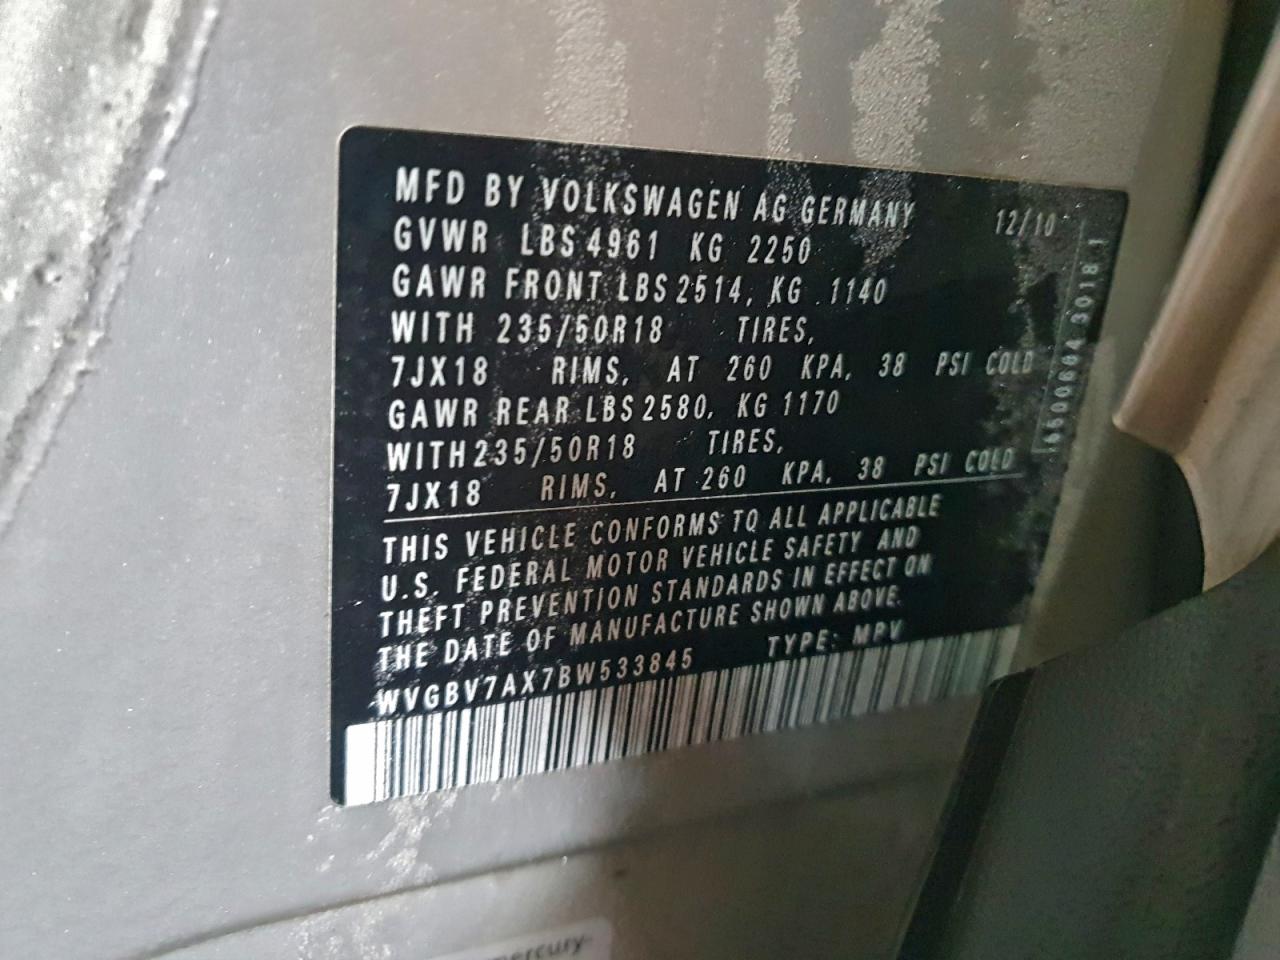 MFD BY VOLKSWAGEN AG GERMANY 12/10
GVWR LBS 4961 KG 2250
GAWR FRONT LBS 2514, KG 1140
WITH 235/50R18 TIRES,
7JX18 RIMS, AT 260 KPA, 38 PSI COLD
GAWR REAR LBS 2580, KG 1170
WITH 235/50R18 TIRES,
7JX18 RIMS, AT 260 KPA, 38 PSI COLD
THIS VEHICLE CONFORMS TO ALL APPLICABLE
U.S. FEDERAL MOTOR VEHICLE SAFETY AND
THEFT PREVENTION STANDARDS IN EFFECT ON
THE DATE OF MANUFACTURE SHOWN ABOVE.
WVGBV7AX7BW533845 TYPE: MPV
3018 1